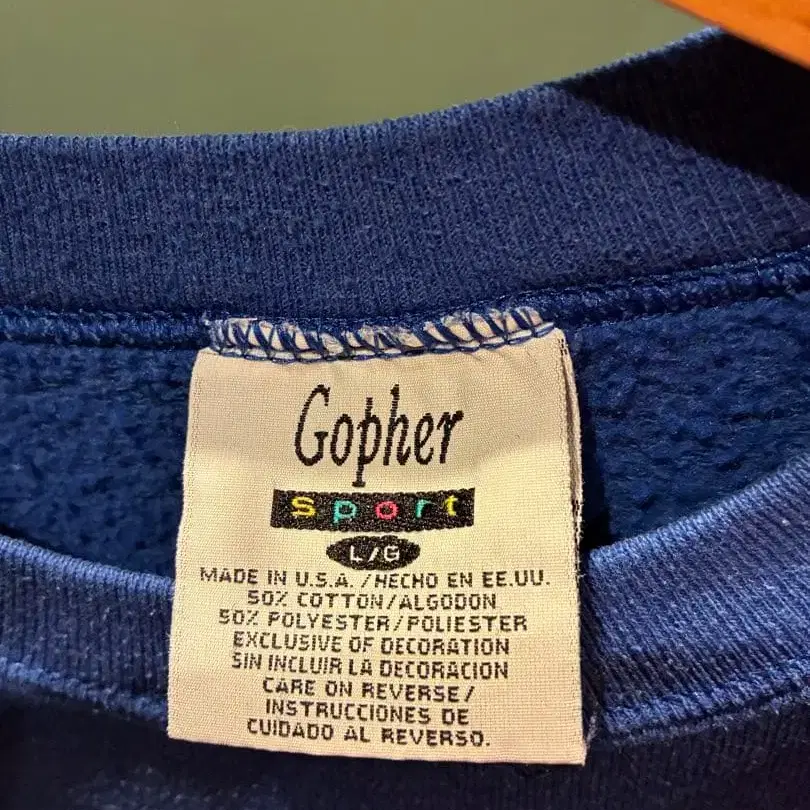 Gopher
sport
L/G
MADE IN U.S.A. /HECHO EN EE.UU.
50% COTTON/ALGODON
50% POLYESTER/POLIESTER
EXCLUSIVE OF DECORATION
SIN INCLUIR LA DECORACION
CARE ON REVERSE/
INSTRUCCIONES DE
CUIDADO AL REVERSO.